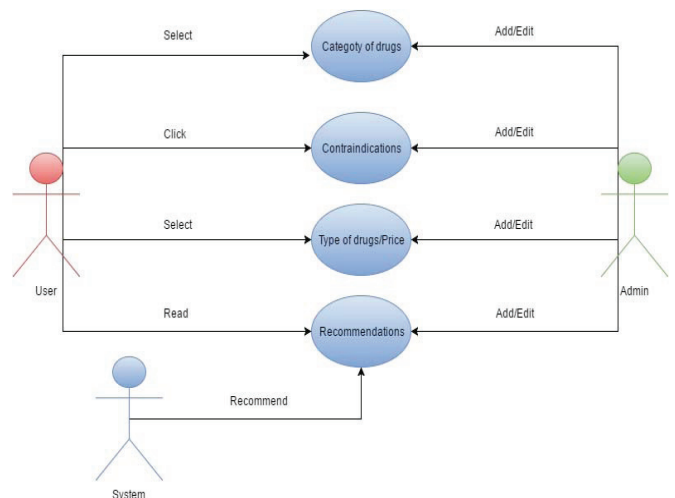 Select
Categoty of drugs
Add/Edit
Click
Contraindications
Add/Edit
Select
Type of drugs/Price
Add/Edit
User
Admin
Read
Recommendations
Add/Edit
Recommend
System